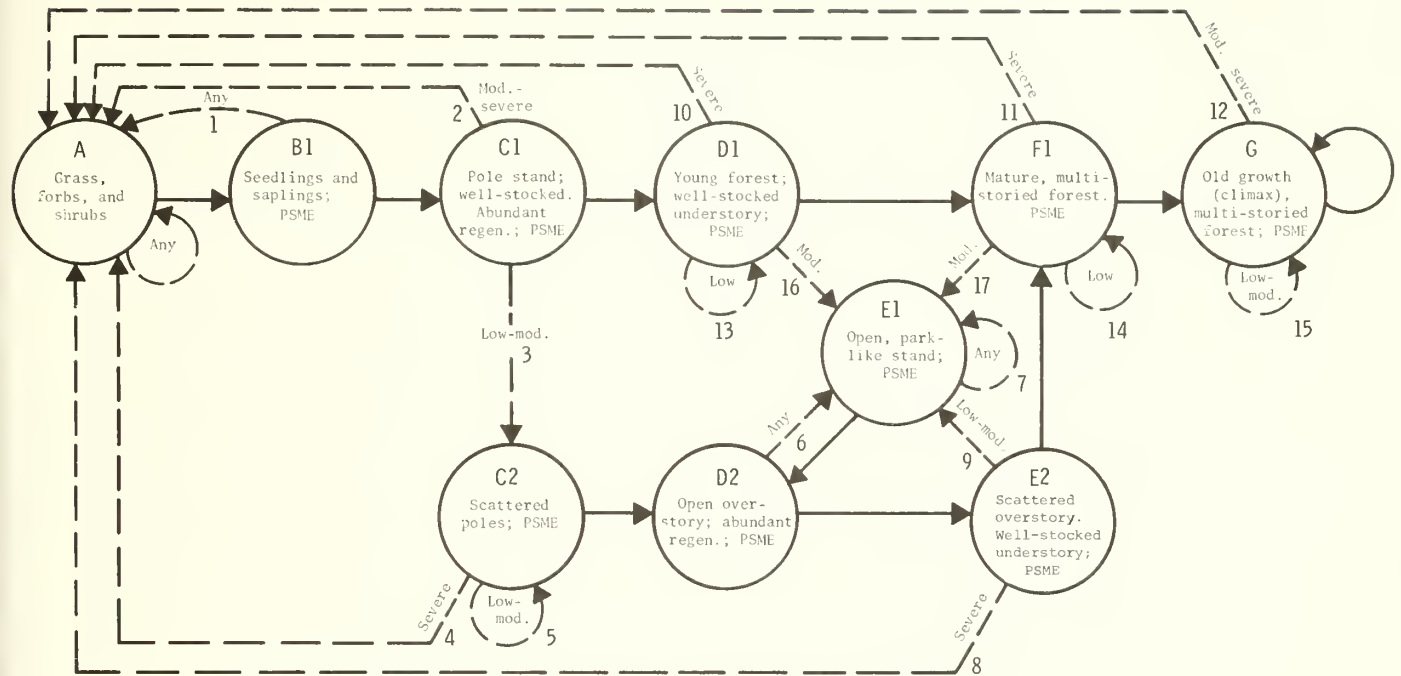 Mod. severe
12
Severe
11
Severe
10
Mod.-
severe
2
Any
1
A
Grass,
forbs, and
shrubs
Any
B1
Seedlings and
saplings;
PSME
C1
Pole stand;
well-stocked.
Abundant
regen.; PSME
D1
Young forest;
well-stocked
understory;
PSME
F1
Mature, multi-
storied forest.
PSME
G
Old growth
(climax),
multi-storied
forest; PSME
Low
13
Mod.
16
Mod.
17
Low
14
Low-
mod.
15
Low-mod.
3
E1
Open, park-
like stand;
PSME
Any
7
Any
6
Low-mod.
9
C2
Scattered
poles; PSME
D2
Open over-
story; abundant
regen.; PSME
E2
Scattered
overstory.
Well-stocked
understory;
PSME
Severe
4
Low-
mod.
5
Severe
8